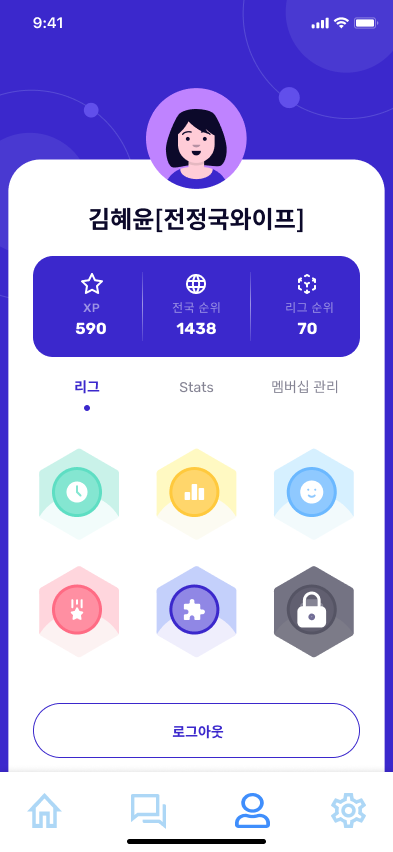 9:41
김혜윤[전정국와이프]
XP
590
전국 순위
1438
리그 순위
70
리그
Stats
멤버십 관리
로그아웃